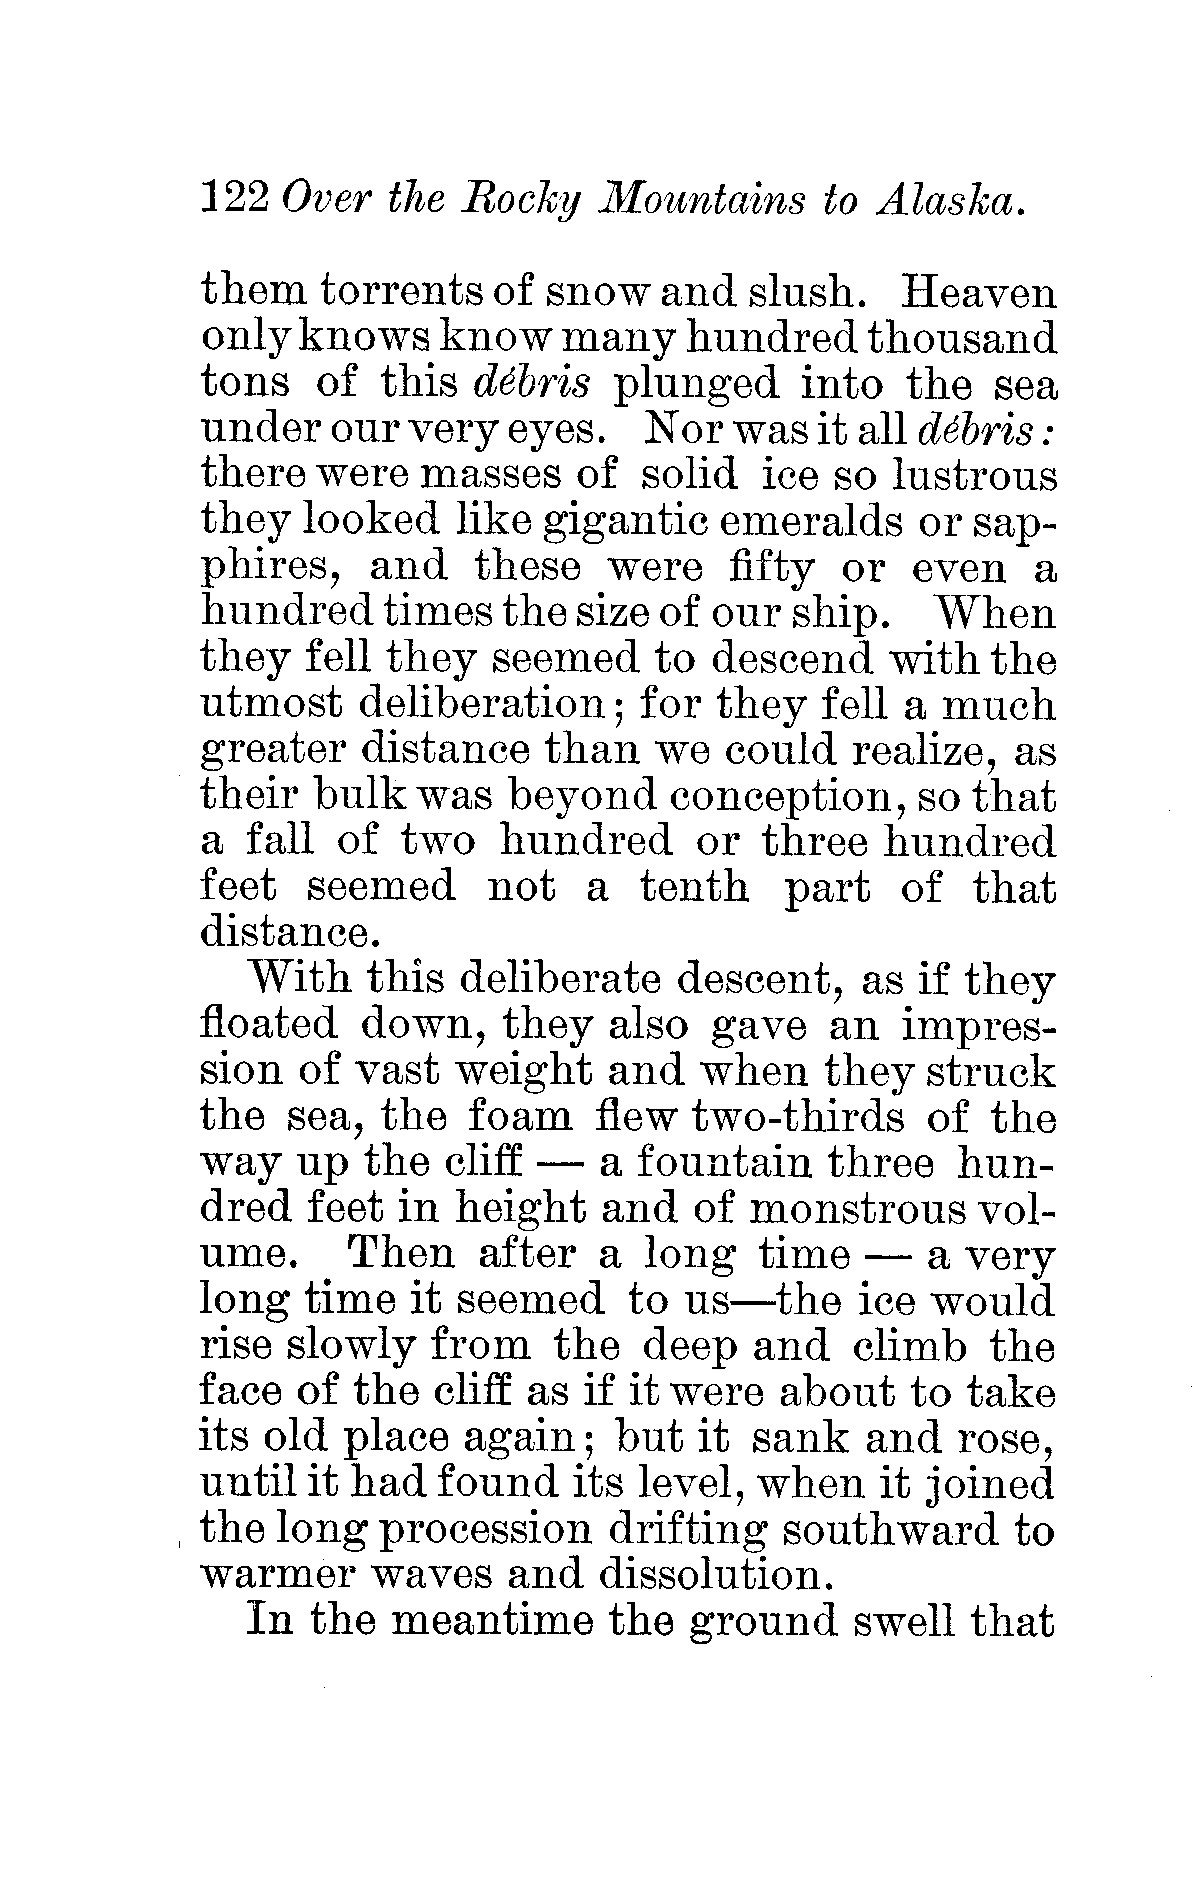 122 Over the Rocky Mountains to Alaska.
them torrents of snow and slush. Heaven
only knows know many hundred thousand
tons of this débris plunged into the sea
under our very eyes. Nor was it all débris:
there were masses of solid ice so lustrous
they looked like gigantic emeralds or sap-
phires, and these were fifty or even a
hundred times the size of our ship. When
they fell they seemed to descend with the
utmost deliberation; for they fell a much
greater distance than we could realize, as
their bulk was beyond conception, so that
a fall of two hundred or three hundred
feet seemed not a tenth part of that
distance.
With this deliberate descent, as if they
floated down, they also gave an impres-
sion of vast weight and when they struck
the sea, the foam flew two-thirds of the
way up the cliff — a fountain three hun-
dred feet in height and of monstrous vol-
ume. Then after a long time — a very
long time it seemed to us—the ice would
rise slowly from the deep and climb the
face of the cliff as if it were about to take
its old place again; but it sank and rose,
until it had found its level, when it joined
the long procession drifting southward to
warmer waves and dissolution.
In the meantime the ground swell that